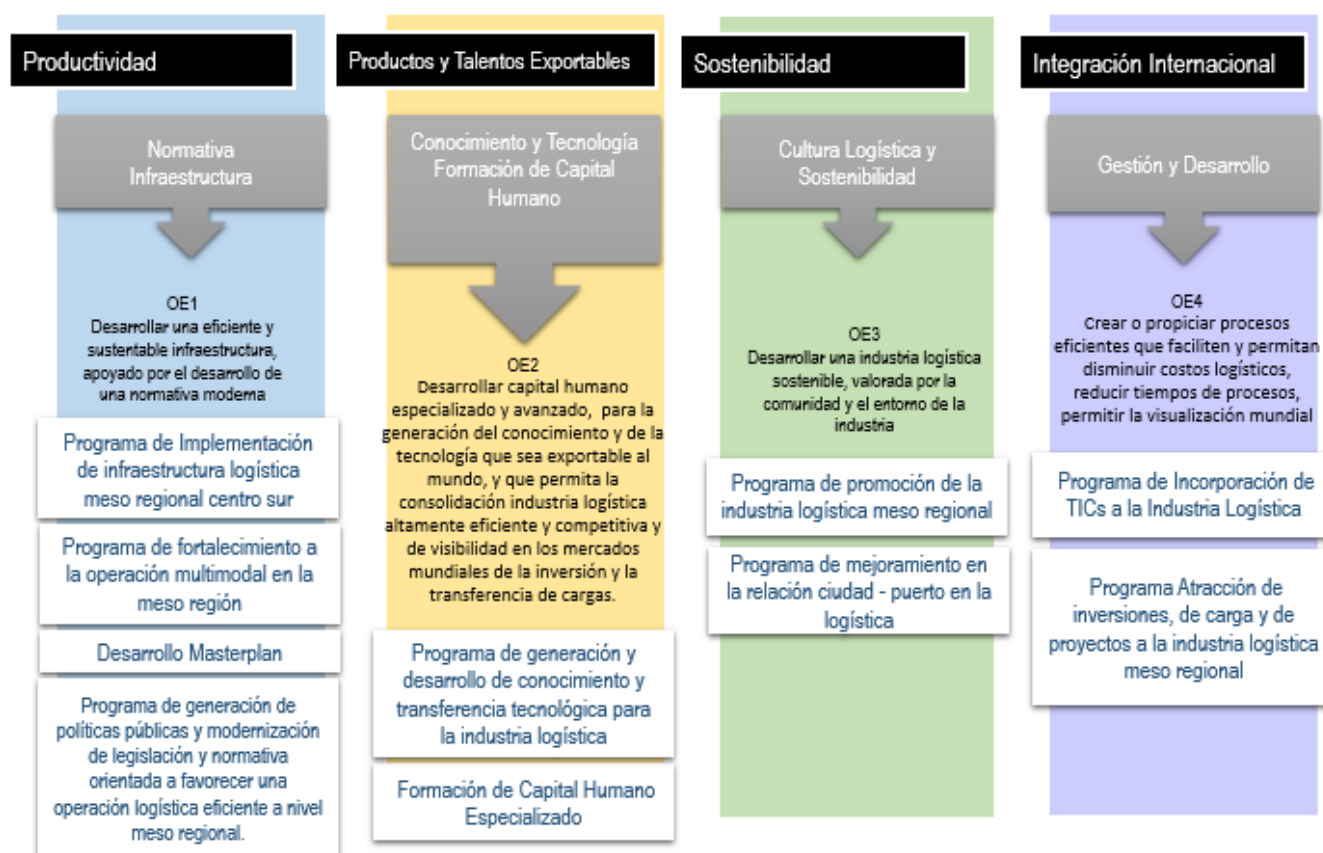 Productividad
Normativa
Infraestructura
OE1
Desarrollar una eficiente y
sustentable infraestructura,
apoyado por el desarrollo de
una normativa moderna
Programa de Implementación
de infraestructura logística
meso regional centro sur
Programa de fortalecimiento a
la operación multimodal en la
meso región
Desarrollo Masterplan
Programa de generación de
políticas públicas y modernización
de legislación y normativa
orientada a favorecer una
operación logística eficiente a nivel
meso regional.
Productos y Talentos Exportables
Conocimiento y Tecnología
Formación de Capital
Humano
OE2
Desarrollar capital humano
especializado y avanzado, para la
generación del conocimiento y de la
tecnología que sea exportable al
mundo, y que permita la
consolidación industria logística
altamente eficiente y competitiva y
de visibilidad en los mercados
mundiales de la inversión y la
transferencia de cargas.
Programa de generación y
desarrollo de conocimiento y
transferencia tecnológica para
la industria logística
Formación de Capital Humano
Especializado
Sostenibilidad
Cultura Logística y
Sostenibilidad
OE3
Desarrollar una industria logística
sostenible, valorada por la
comunidad y el entorno de la
industria
Programa de promoción de la
industria logística meso regional
Programa de mejoramiento en
la relación ciudad - puerto en la
logística
Integración Internacional
Gestión y Desarrollo
OE4
Crear o propiciar procesos
eficientes que faciliten y permitan
disminuir costos logísticos,
reducir tiempos de procesos,
permitir la visualización mundial
Programa de Incorporación de
TICs a la Industria Logística
Programa Atracción de
inversiones, de carga y de
proyectos a la industria logística
meso regional